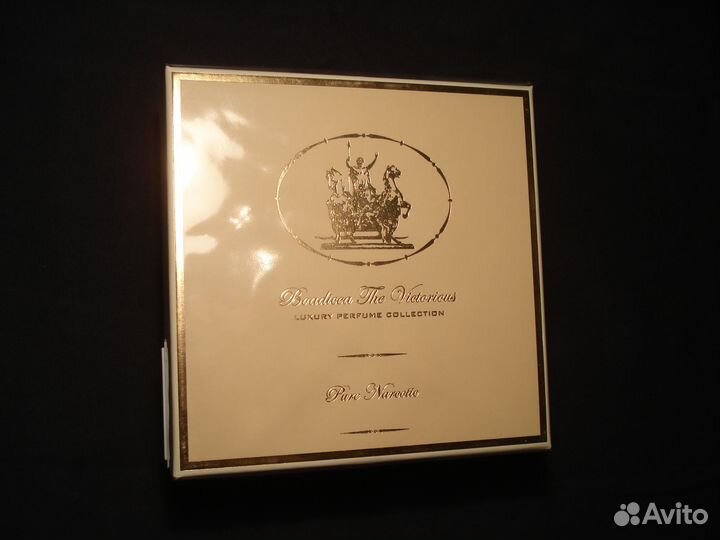 Boadicea The Victorious
LUXURY PERFUME COLLECTION
Pure Narcotic
Avito